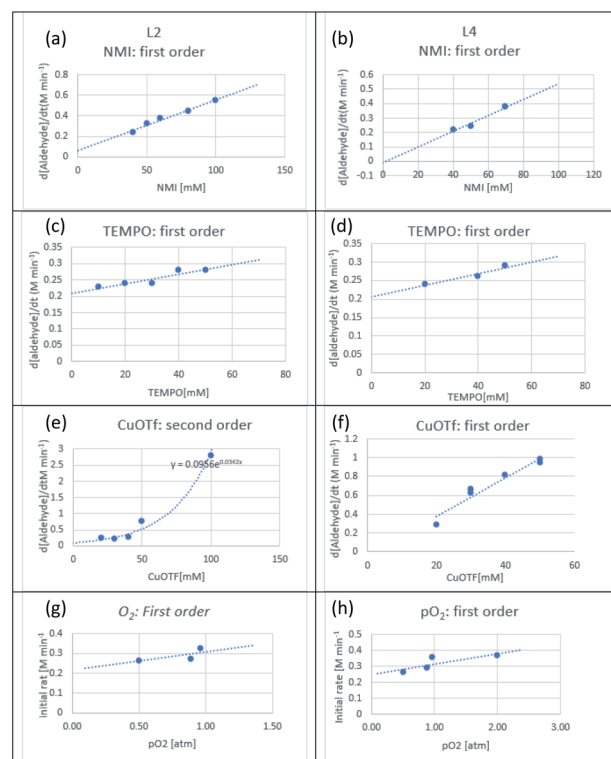 (a)
L2
NMI: first order
d[Aldehyde]/dt(M min-1)
0.8
0.6
0.4
0.2
0
0
50
100
150
NMI [mM]
(b)
L4
NMI: first order
d[Aldehyde]/dt(M min-1)
0.6
0.5
0.4
0.3
0.2
0.1
0
-0.1
0
20
40
60
80
100
120
NMI [mM]
(c)
TEMPO: first order
d[aldehyde]/dt (M min-1)
0.35
0.3
0.25
0.2
0.15
0.1
0.05
0
0
20
40
60
80
TEMPO[mM]
(d)
TEMPO: first order
d[aldehyde]/dt (M min-1)
0.35
0.3
0.25
0.2
0.15
0.1
0.05
0
0
20
40
60
80
TEMPO[mM]
(e)
CuOTf: second order
d[Aldehyde]/dtM min-1)
3
2.5
2
1.5
1
0.5
0
y = 0.0956e0.0342x
0
50
100
150
CuOTf[mM]
(f)
CuOTf: first order
d[Aldehyde]/dt(M min-1)
1.2
1
0.8
0.6
0.4
0.2
0
0
20
40
60
CuOTf[mM]
(g)
O2: First order
Initial rat [M min-1
0.4
0.3
0.2
0.1
0
0.00
0.50
1.00
1.50
pO2 [atm]
(h)
pO2: first order
Initial rate [M min-1
0.5
0.4
0.3
0.2
0.1
0
0.00
1.00
2.00
3.00
pO2 [atm]